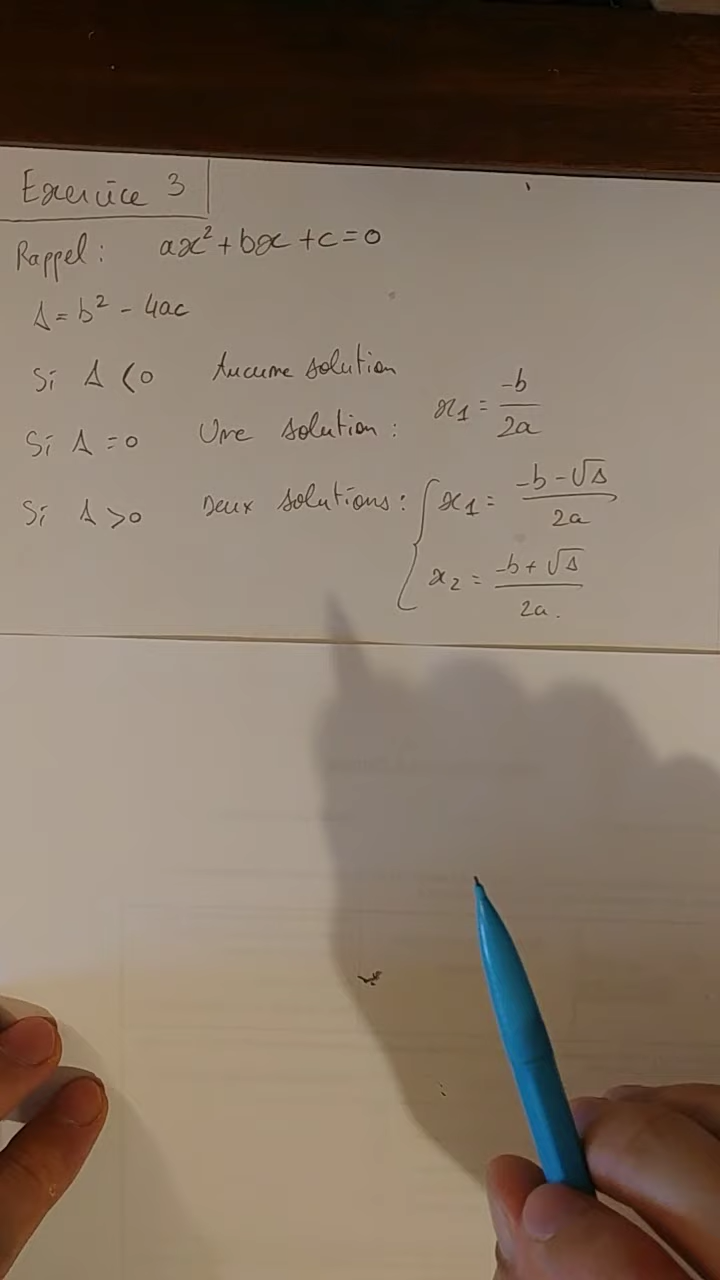 Exercice 3
Rappel : ax² + bx + c = 0
Δ = b² - 4ac
Si Δ < 0 Aucune solution
Si Δ = 0 Une solution : x₁ = -b / 2a
Si Δ > 0 Deux solutions : { x₁ = (-b - √Δ) / 2a
x₂ = (-b + √Δ) / 2a.